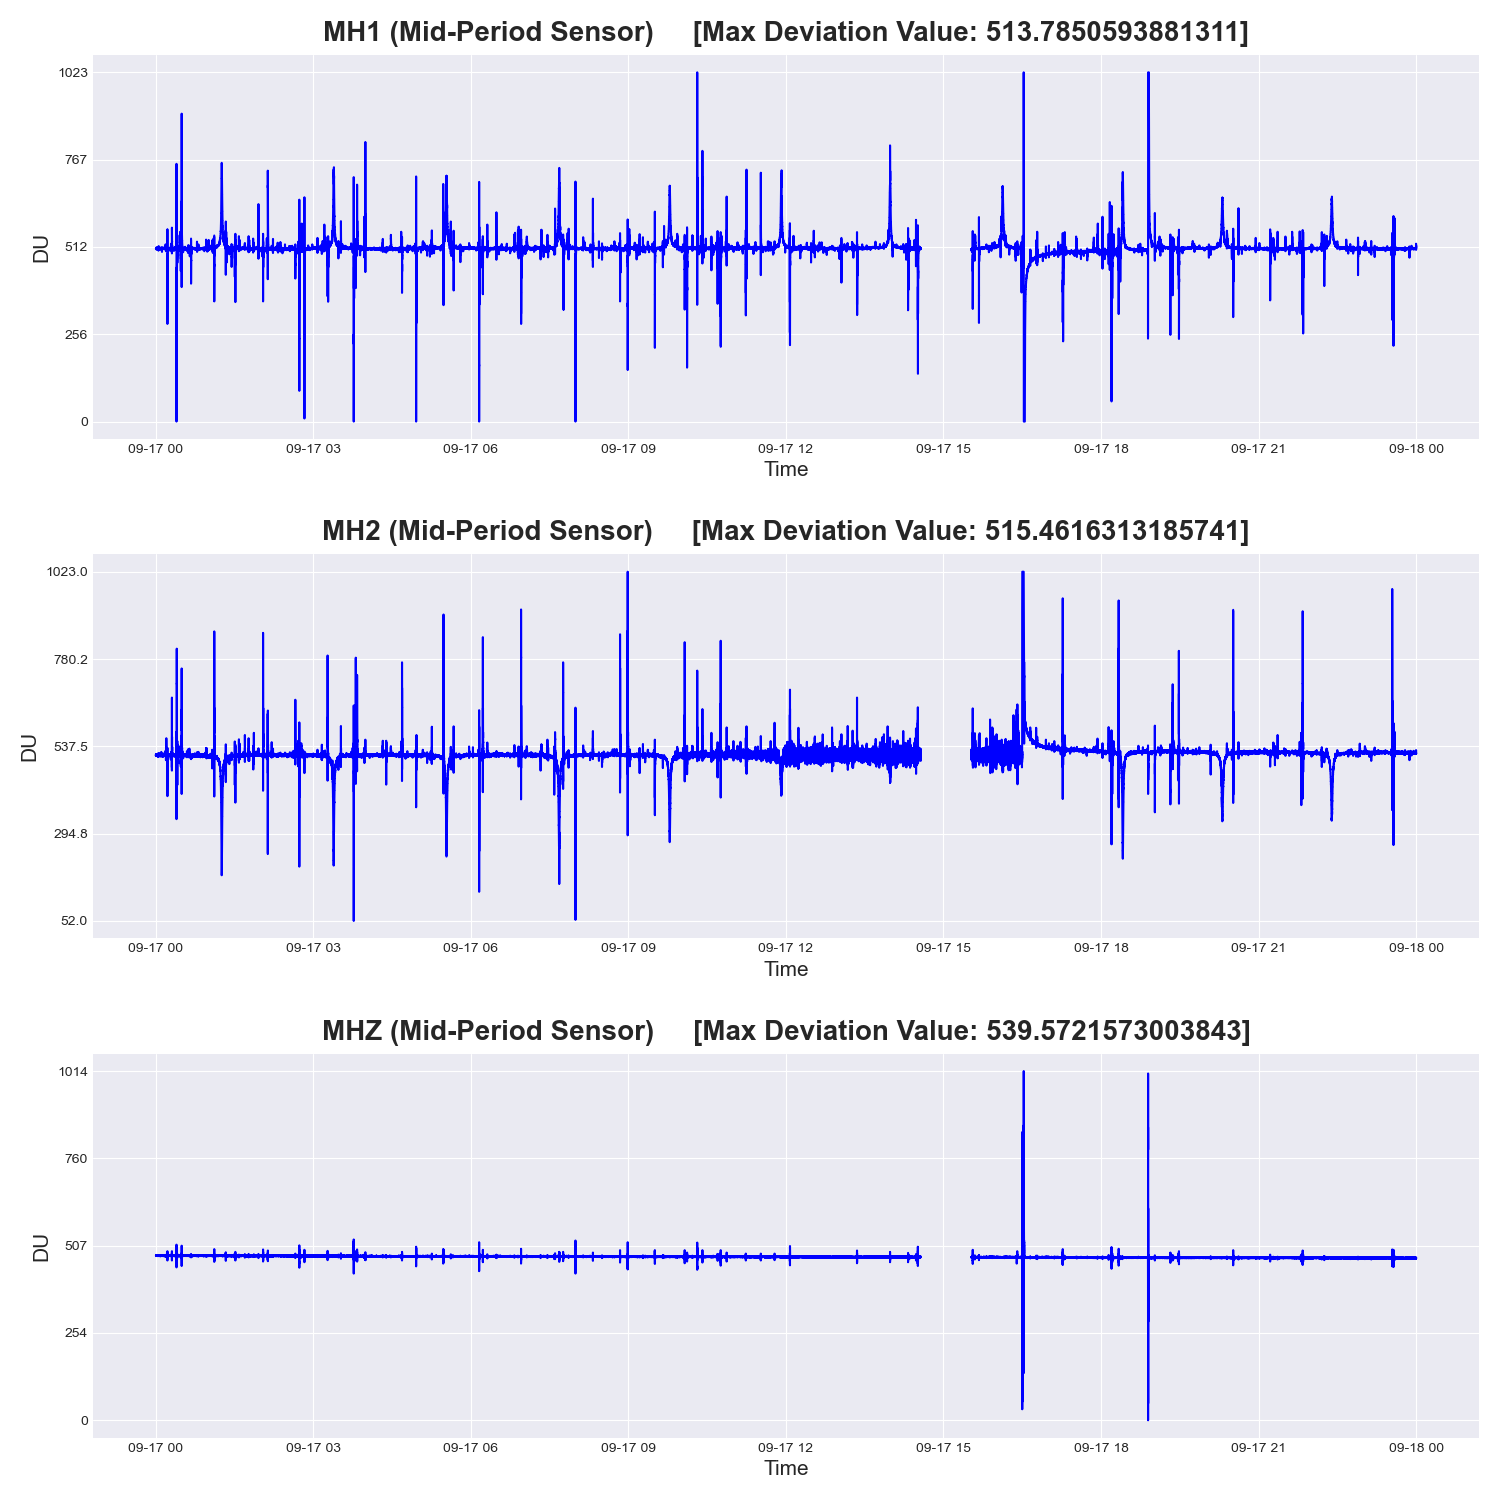 MH1 (Mid-Period Sensor) [Max Deviation Value: 513.7850593881311]
1023
767
512
256
0
DU
09-17 00 09-17 03 09-17 06 09-17 09 09-17 12 09-17 15 09-17 18 09-17 21 09-18 00
Time
MH2 (Mid-Period Sensor) [Max Deviation Value: 515.4616313185741]
1023.0
780.2
537.5
294.8
52.0
DU
09-17 00 09-17 03 09-17 06 09-17 09 09-17 12 09-17 15 09-17 18 09-17 21 09-18 00
Time
MHZ (Mid-Period Sensor) [Max Deviation Value: 539.5721573003843]
1014
760
507
254
0
DU
09-17 00 09-17 03 09-17 06 09-17 09 09-17 12 09-17 15 09-17 18 09-17 21 09-18 00
Time